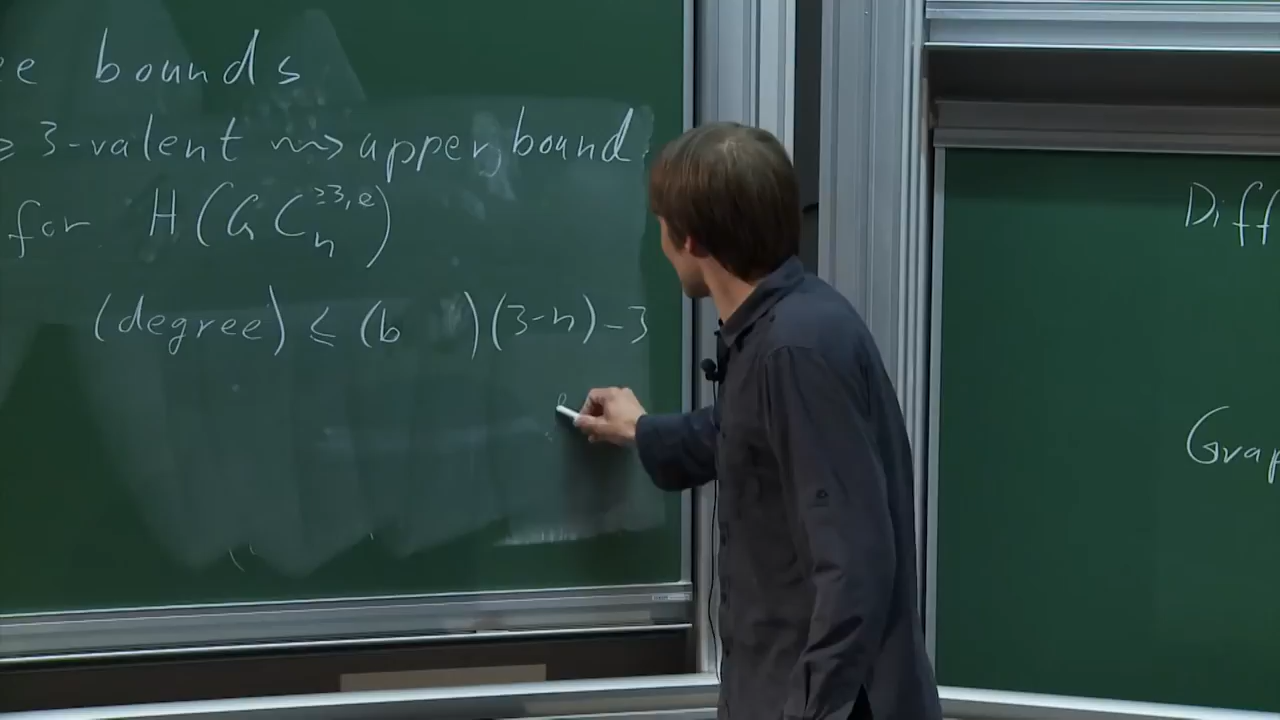 ee bounds
≥ 3-valent ⇝ upper bound
for H(GC_n^{≥3,e})
(degree) ≤ (b )(3-n)-3
Diff
Grap